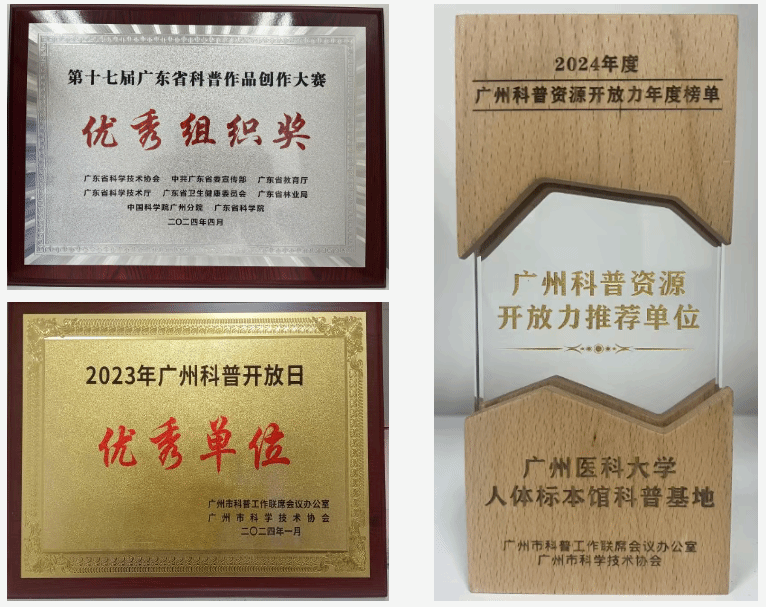 第十七届广东省科普作品创作大赛
优秀组织奖
广东省科学技术协会 中共广东省委宣传部 广东省教育厅
广东省科学技术厅 广东省卫生健康委员会 广东省林业局
中国科学院广州分院 广东省科学院
二〇二四年四月
2023年广州科普开放日
优秀单位
广州市科普工作联席会议办公室
广州市科学技术协会
二〇二四年一月
2024年度
广州科普资源开放力年度榜单
广州科普资源
开放力推荐单位
广州医科大学
人体标本馆科普基地
广州市科普工作联席会议办公室
广州市科学技术协会